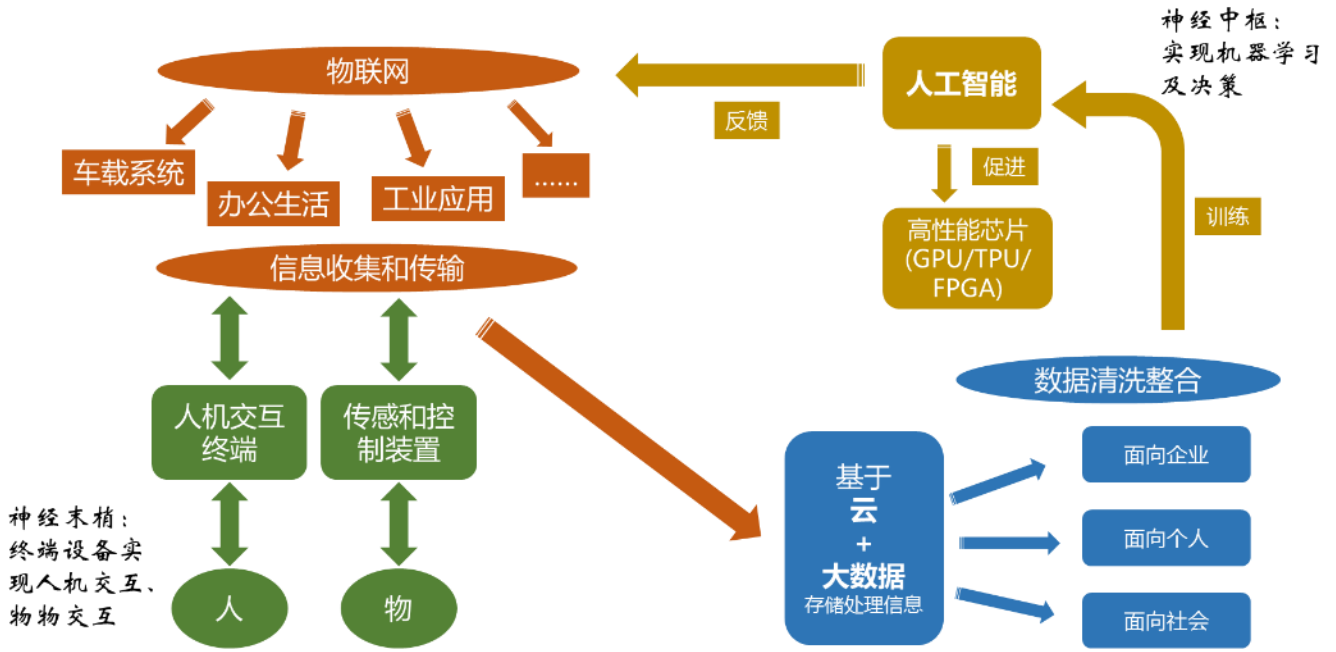 神经中枢：
实现机器学习
及决策
物联网
人工智能
反馈
车载系统
办公生活
工业应用
……
促进
训练
高性能芯片
(GPU/TPU/
FPGA)
信息收集和传输
数据清洗整合
人机交互
终端
传感和控
制装置
基于
云
+
大数据
存储处理信息
面向企业
面向个人
面向社会
神经末梢：
终端设备实
现人机交互、
物物交互
人
物